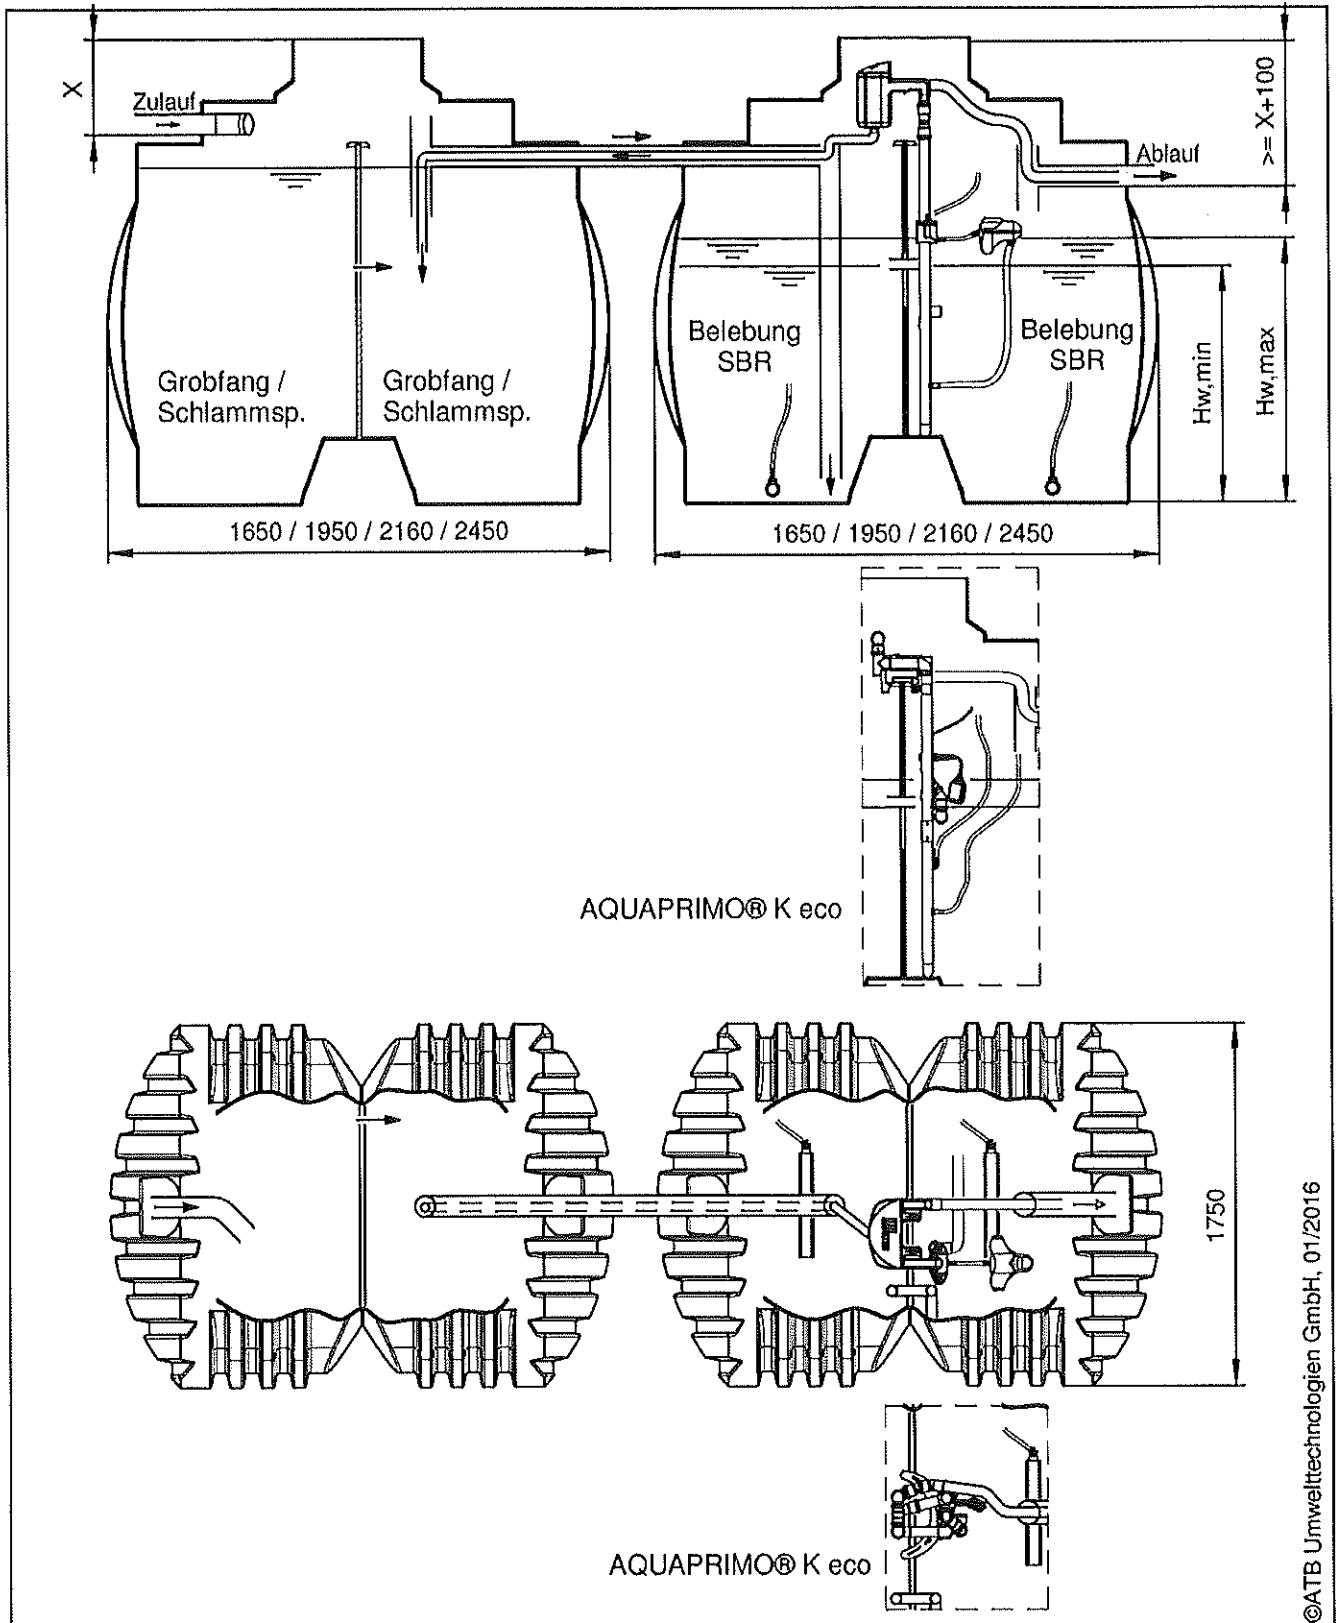 X
Zulauf
>= X+100
Ablauf
Grobfang /
Schlammsp.
Grobfang /
Schlammsp.
Belebung
SBR
Belebung
SBR
Hw,min
Hw,max
1650 / 1950 / 2160 / 2450
1650 / 1950 / 2160 / 2450
AQUAPRIMO® K eco
1750
AQUAPRIMO® K eco
©ATB Umwelttechnologien GmbH, 01/2016